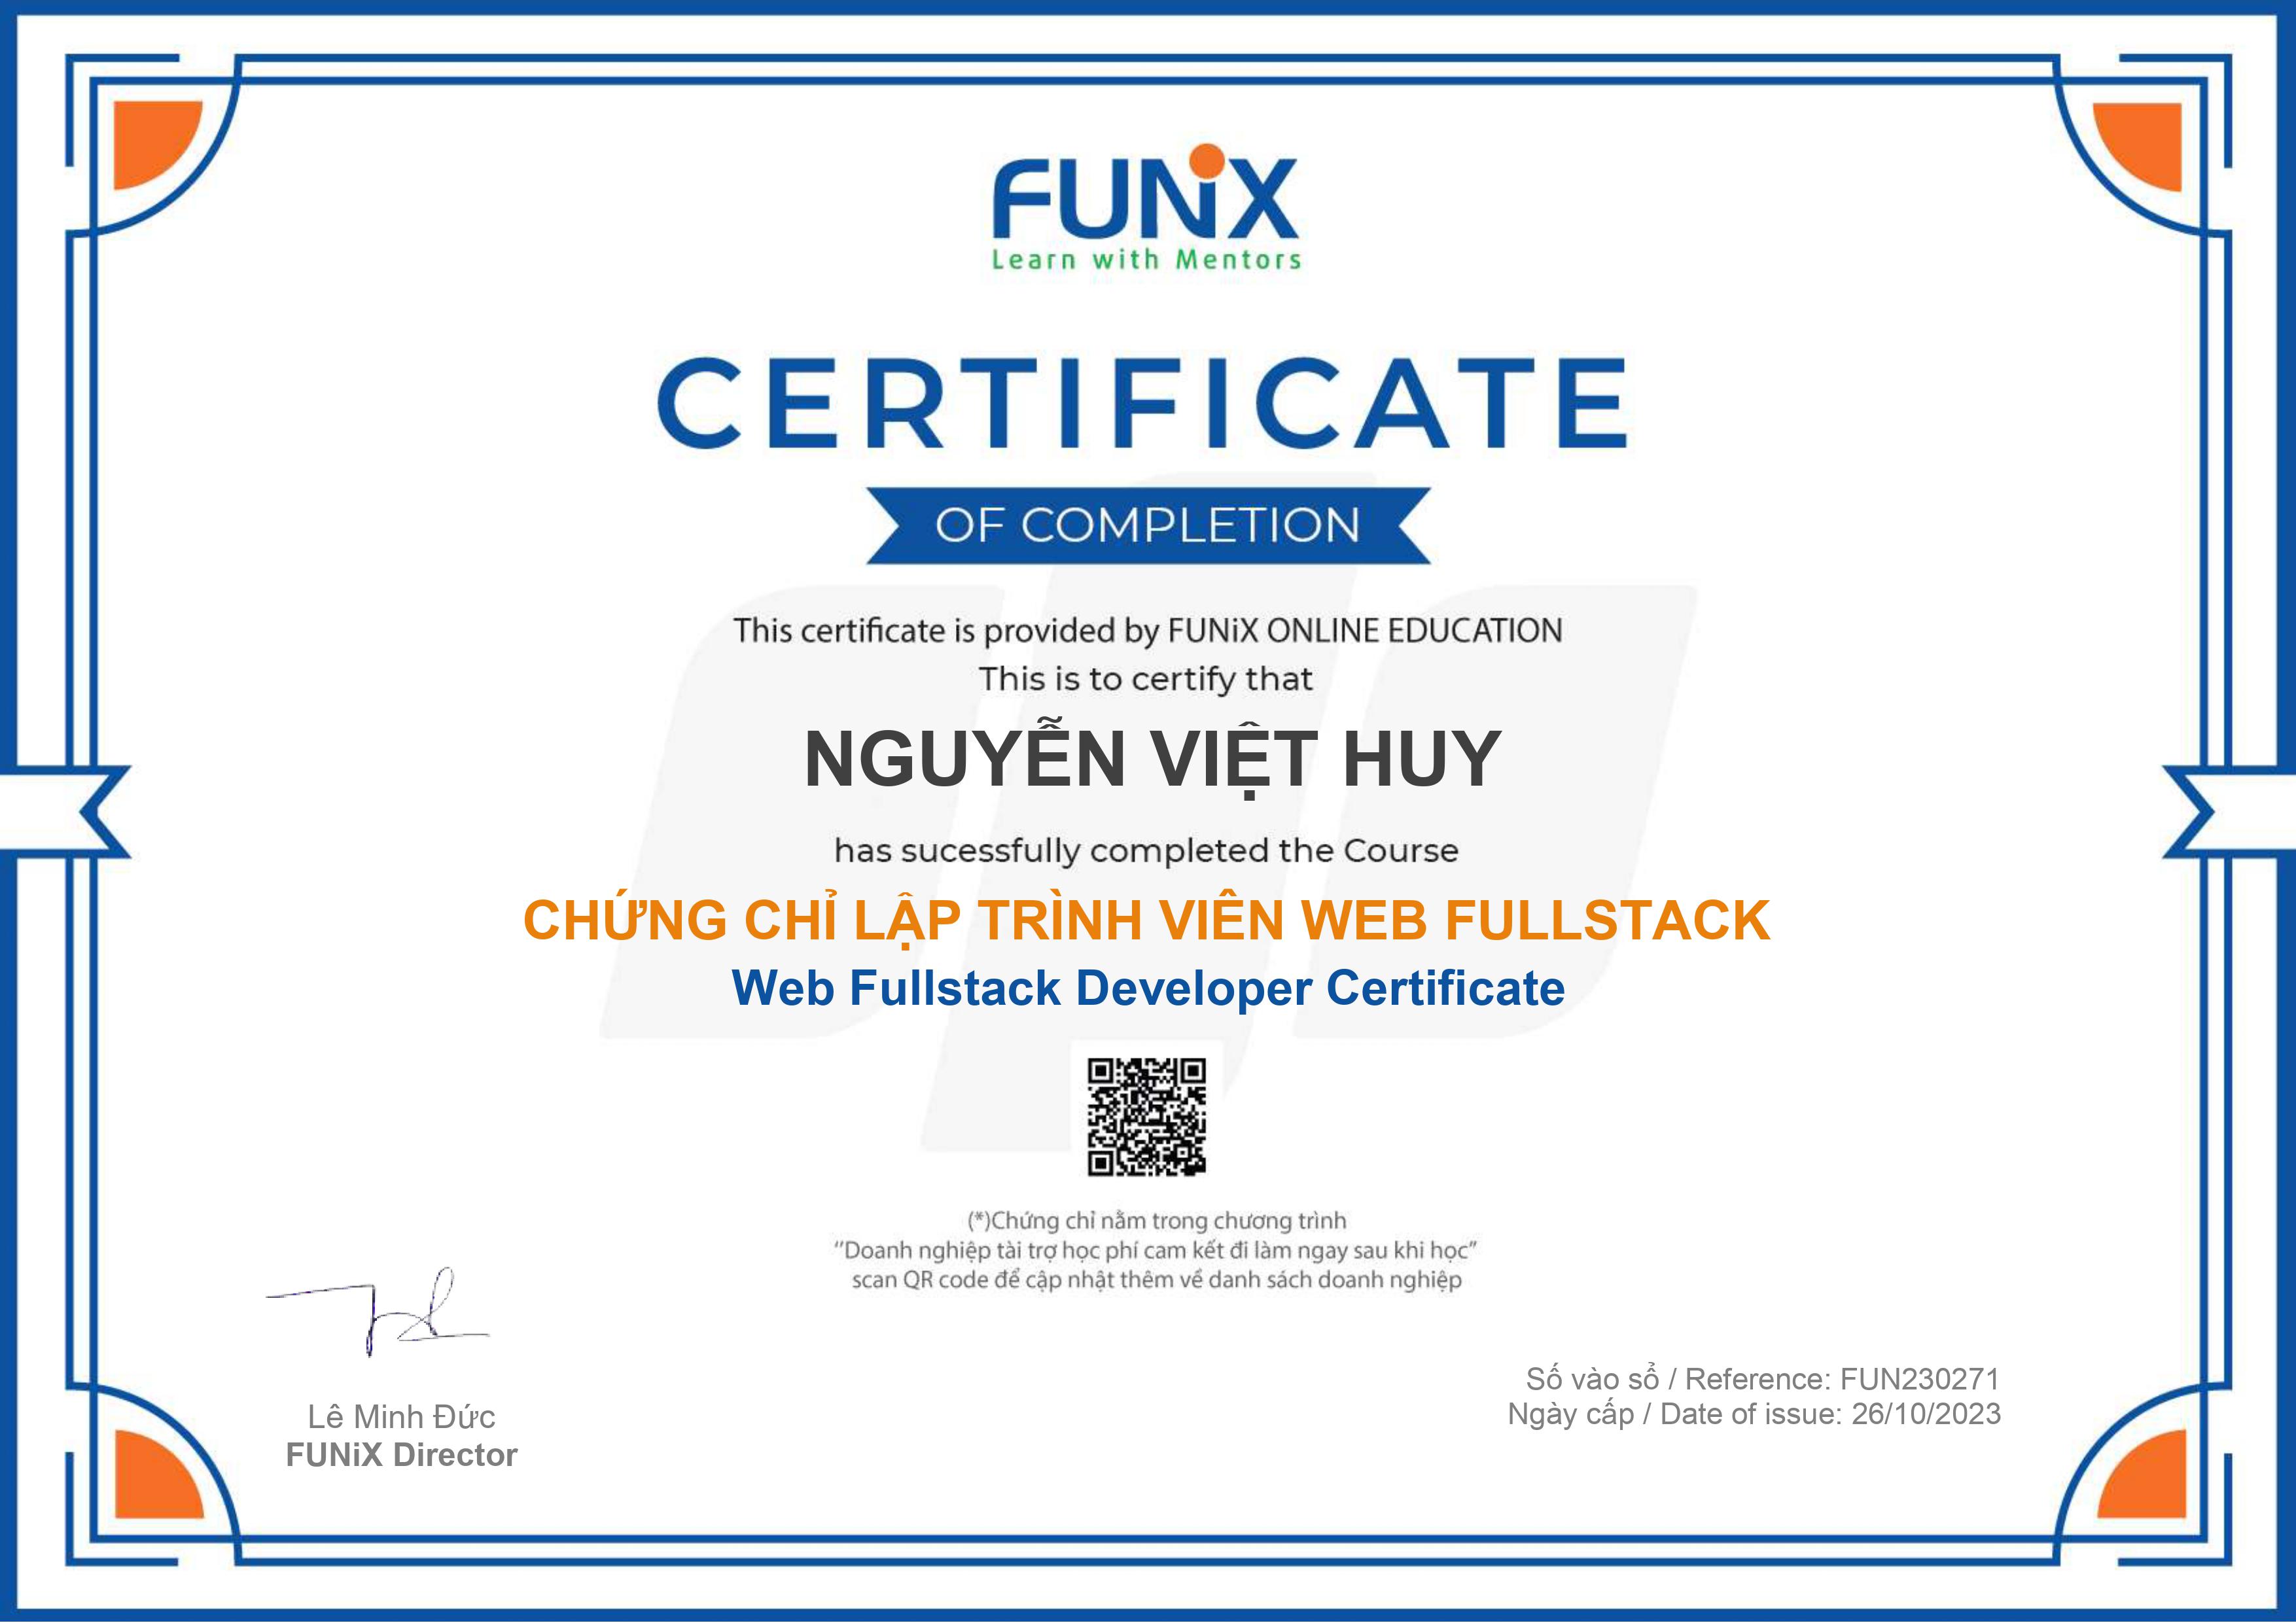 FUNiX
Learn with Mentors
CERTIFICATE
OF COMPLETION
This certificate is provided by FUNiX ONLINE EDUCATION
This is to certify that
NGUYỄN VIỆT HUY
has sucessfully completed the Course
CHỨNG CHỈ LẬP TRÌNH VIÊN WEB FULLSTACK
Web Fullstack Developer Certificate
(*)Chứng chỉ nằm trong chương trình
“Doanh nghiệp tài trợ học phí cam kết đi làm ngay sau khi học”
scan QR code để cập nhật thêm về danh sách doanh nghiệp
Lê Minh Đức
FUNiX Director
Số vào sổ / Reference: FUN230271
Ngày cấp / Date of issue: 26/10/2023